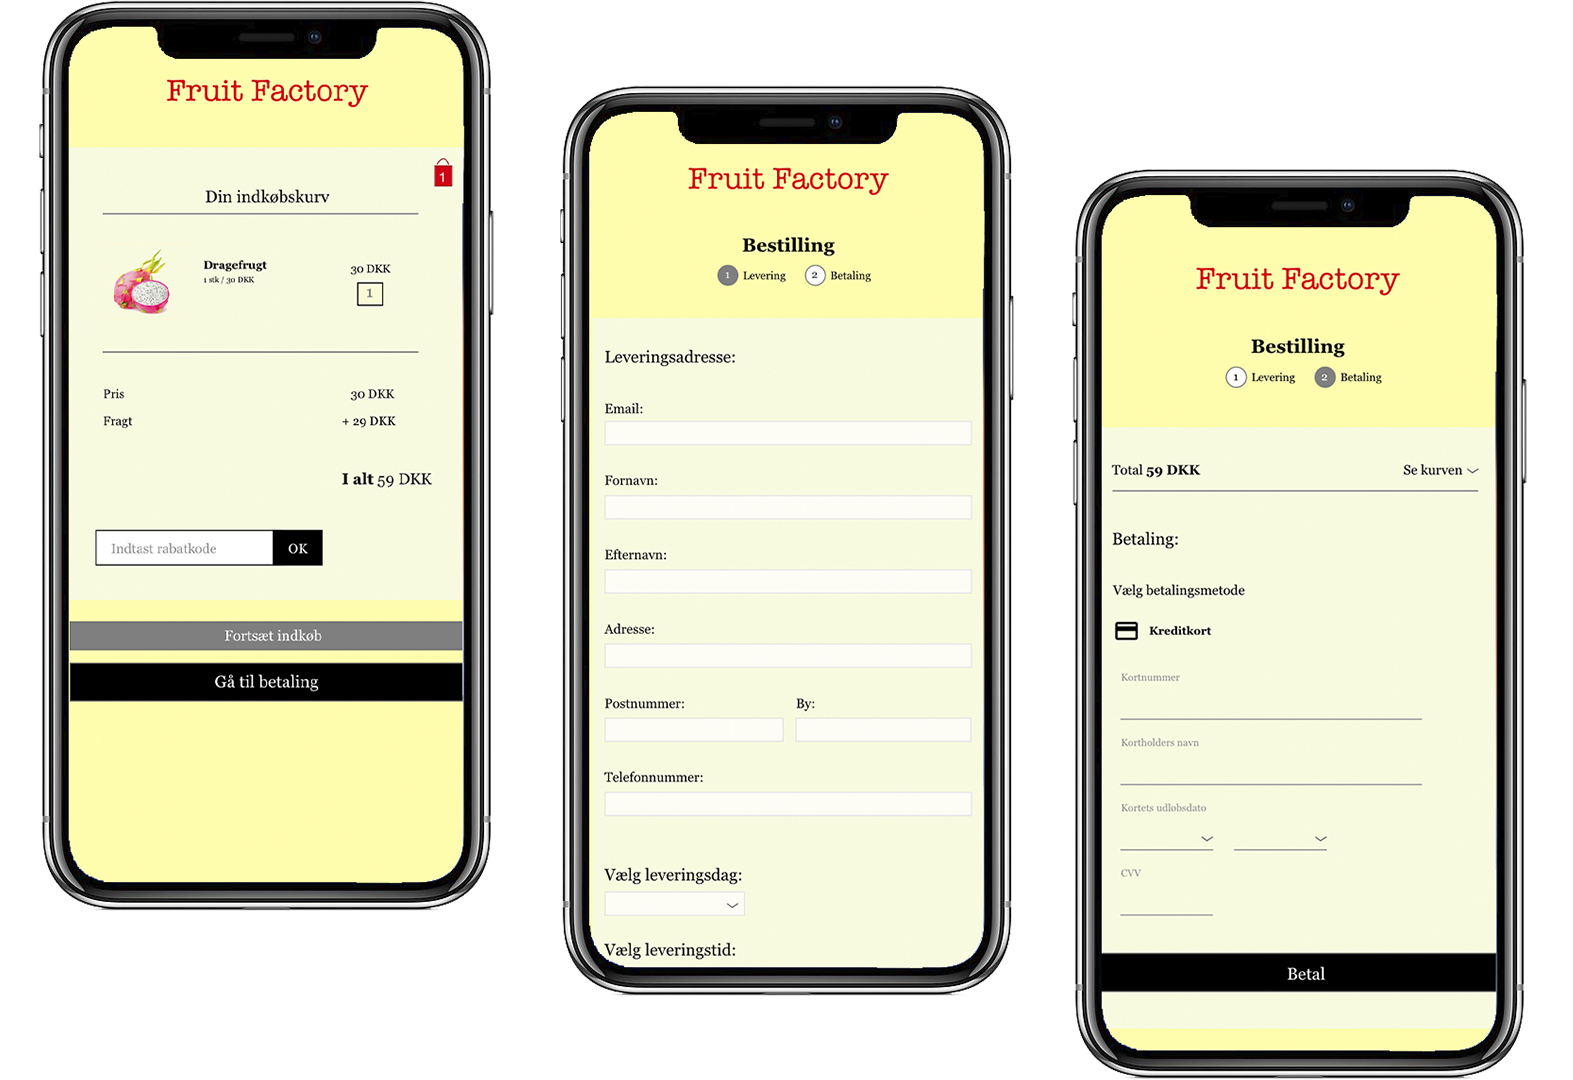 Fruit Factory
1
Din indkøbskurv
Dragefrugt
1 stk / 30 DKK
30 DKK
1
Pris 30 DKK
Fragt + 29 DKK
I alt 59 DKK
Indtast rabatkode OK
Fortsæt indkøb
Gå til betaling
Fruit Factory
Bestilling
1 Levering 2 Betaling
Leveringsadresse:
Email:
Fornavn:
Efternavn:
Adresse:
Postnummer: By:
Telefonnummer:
Vælg leveringsdag:
Vælg leveringstid:
Fruit Factory
Bestilling
1 Levering 2 Betaling
Total 59 DKK Se kurven
Betaling:
Vælg betalingsmetode
Kreditkort
Kortnummer
Kortholders navn
Kortets udløbsdato
CVV
Betal